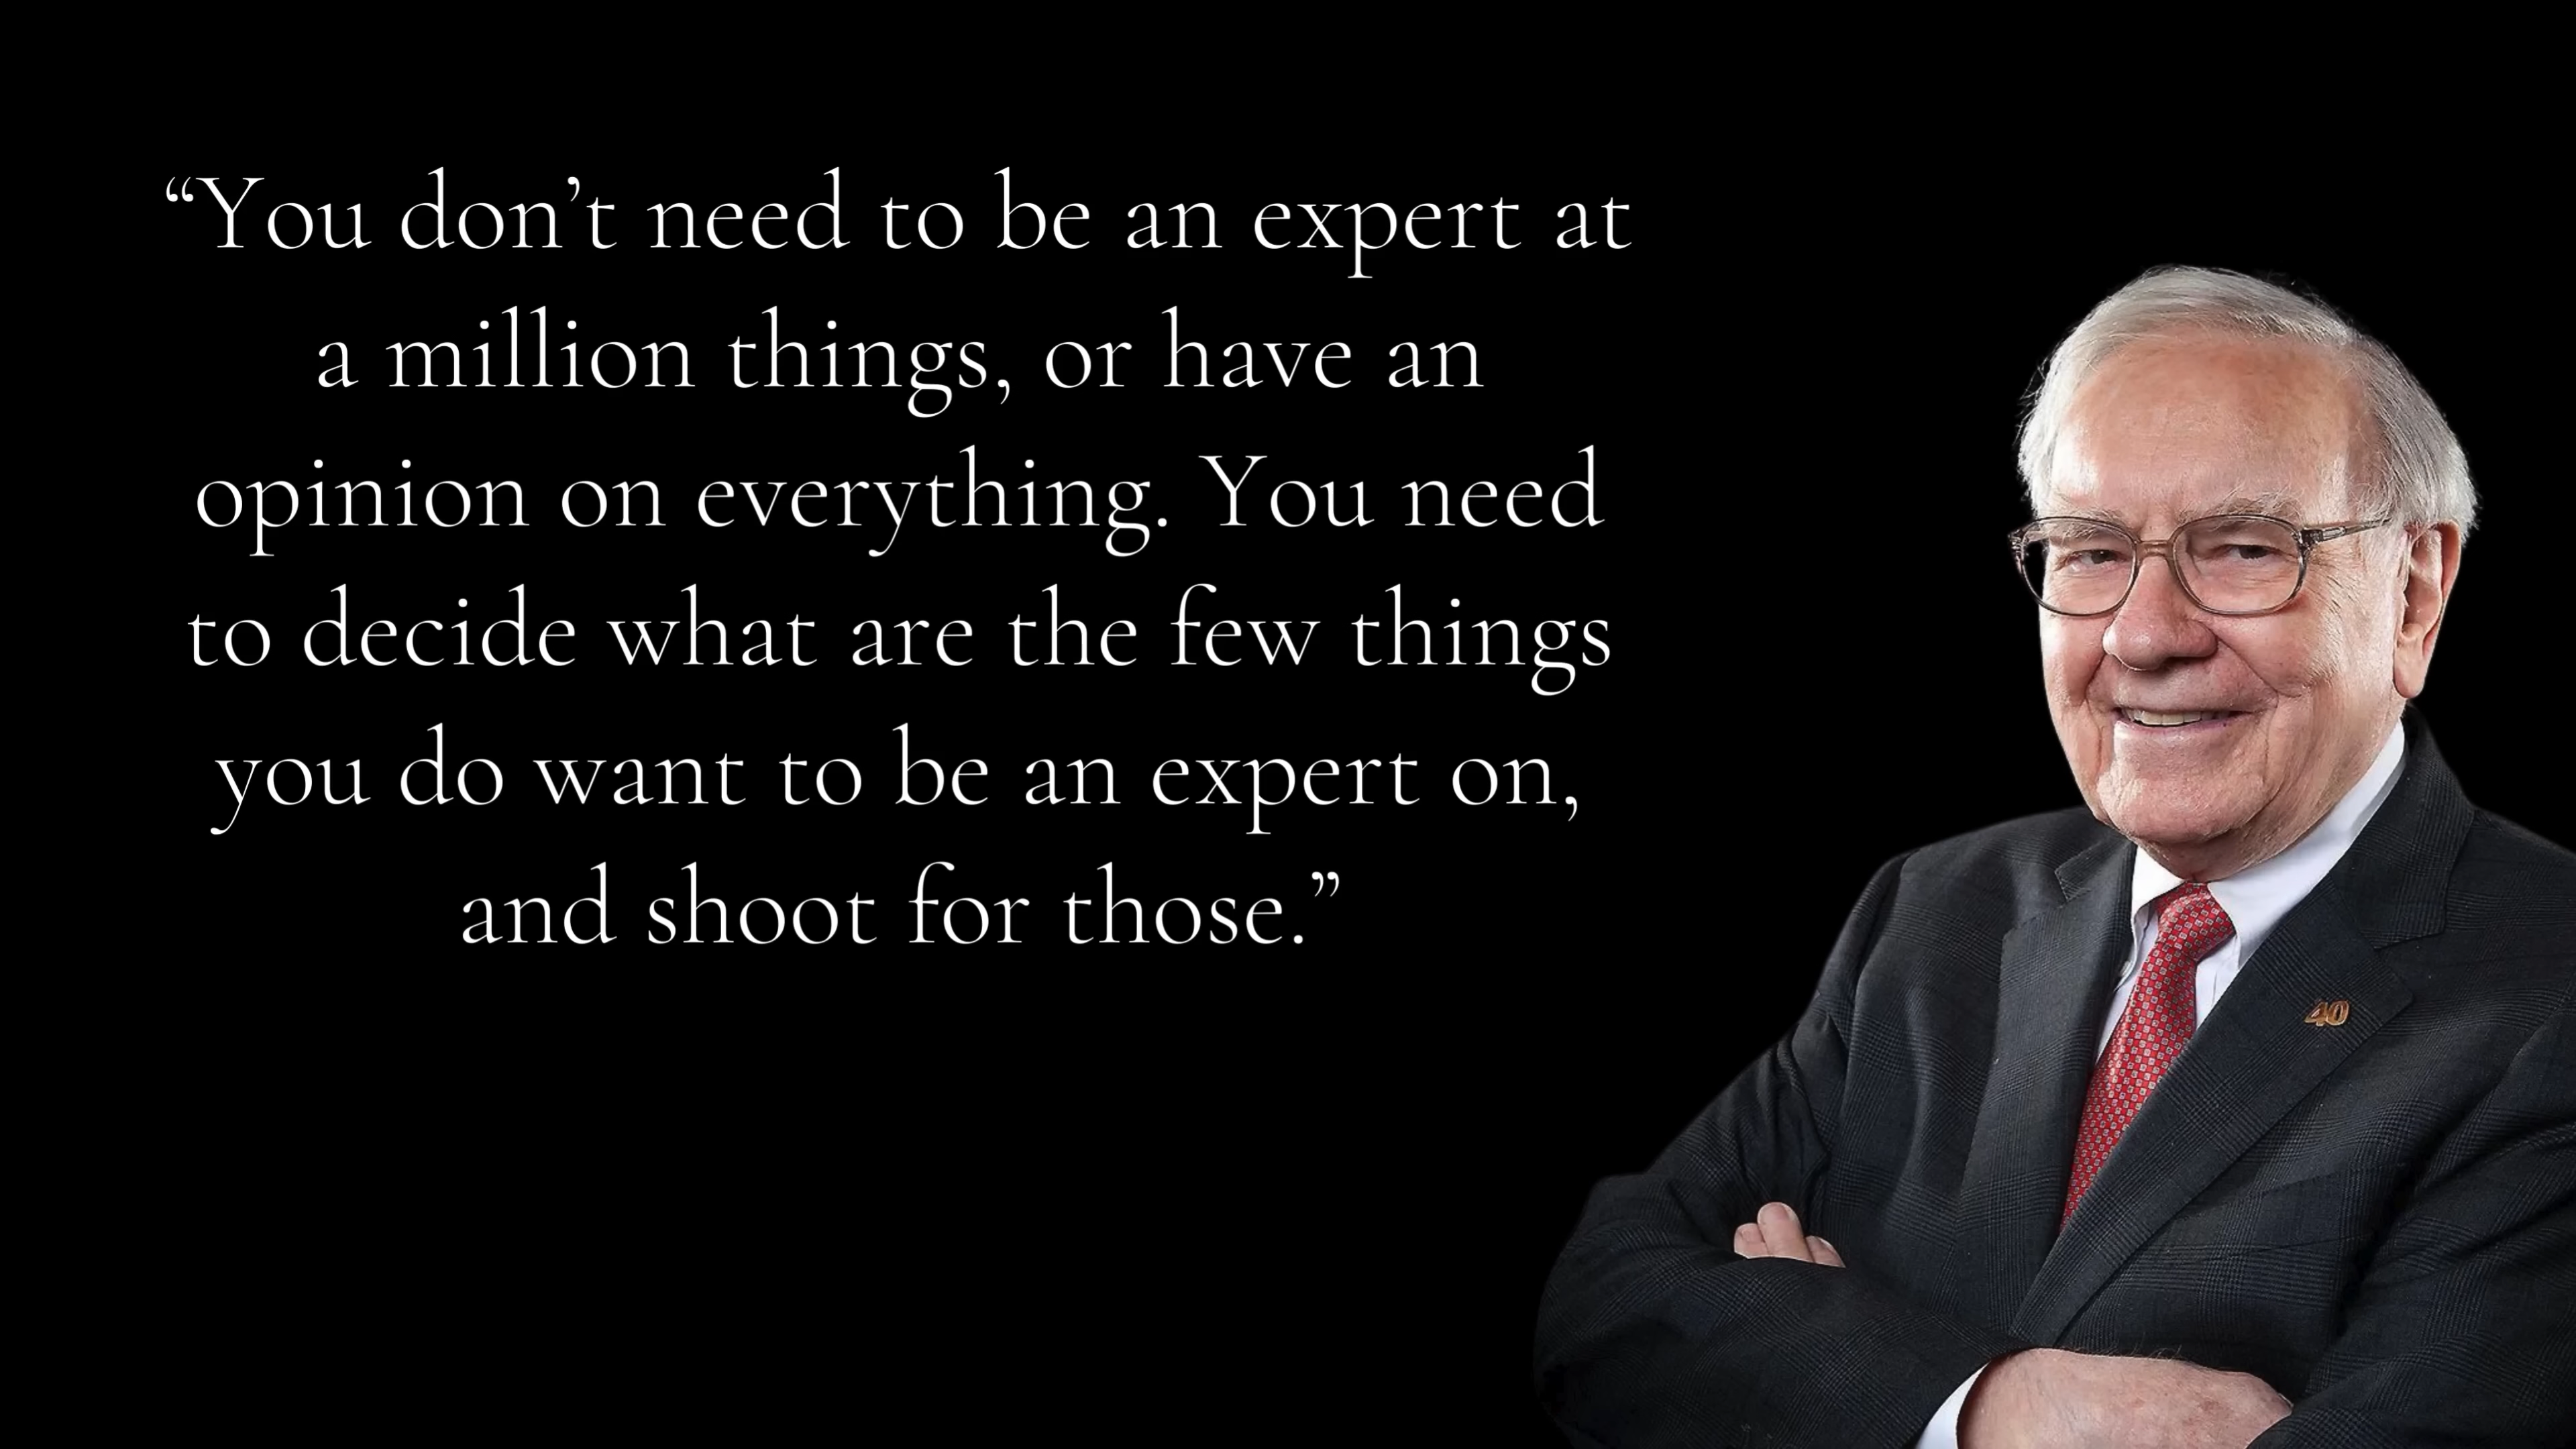 “You don’t need to be an expert at
a million things, or have an
opinion on everything. You need
to decide what are the few things
you do want to be an expert on,
and shoot for those.”
40